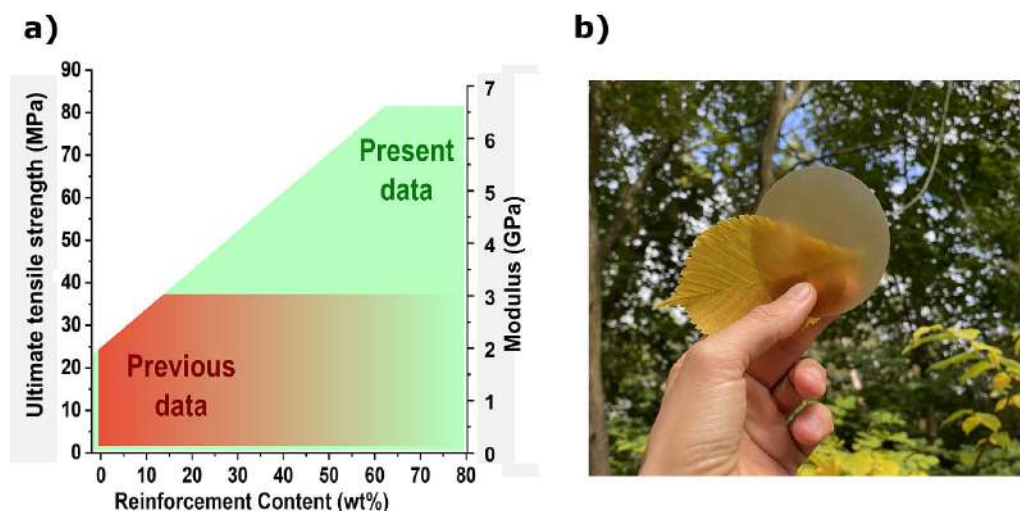 a)
90
80
70
60
50
40
30
20
10
0
Ultimate tensile strength (MPa)
Present
data
Previous
data
7
6
5
4
3
2
1
0
Modulus (GPa)
0 10 20 30 40 50 60 70 80
Reinforcement Content (wt%)
b)